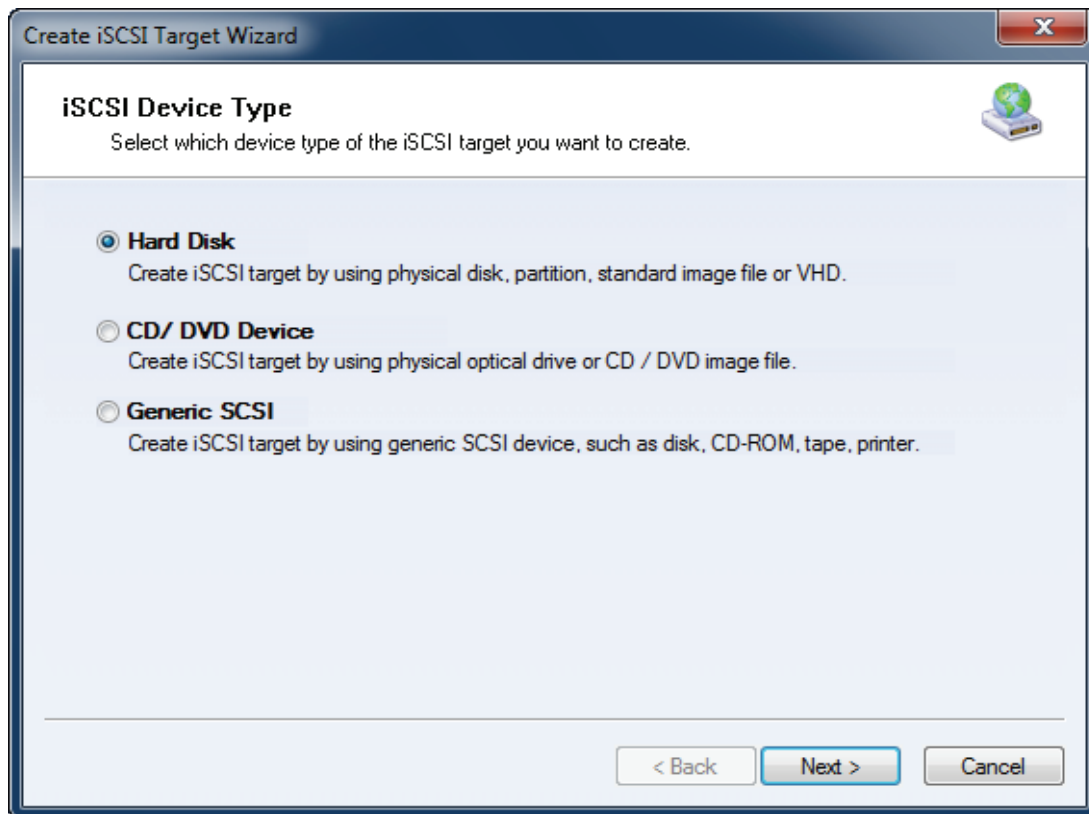 Create iSCSI Target Wizard
iSCSI Device Type
Select which device type of the iSCSI target you want to create.
Hard Disk
Create iSCSI target by using physical disk, partition, standard image file or VHD.
CD/ DVD Device
Create iSCSI target by using physical optical drive or CD / DVD image file.
Generic SCSI
Create iSCSI target by using generic SCSI device, such as disk, CD-ROM, tape, printer.
< Back Next > Cancel